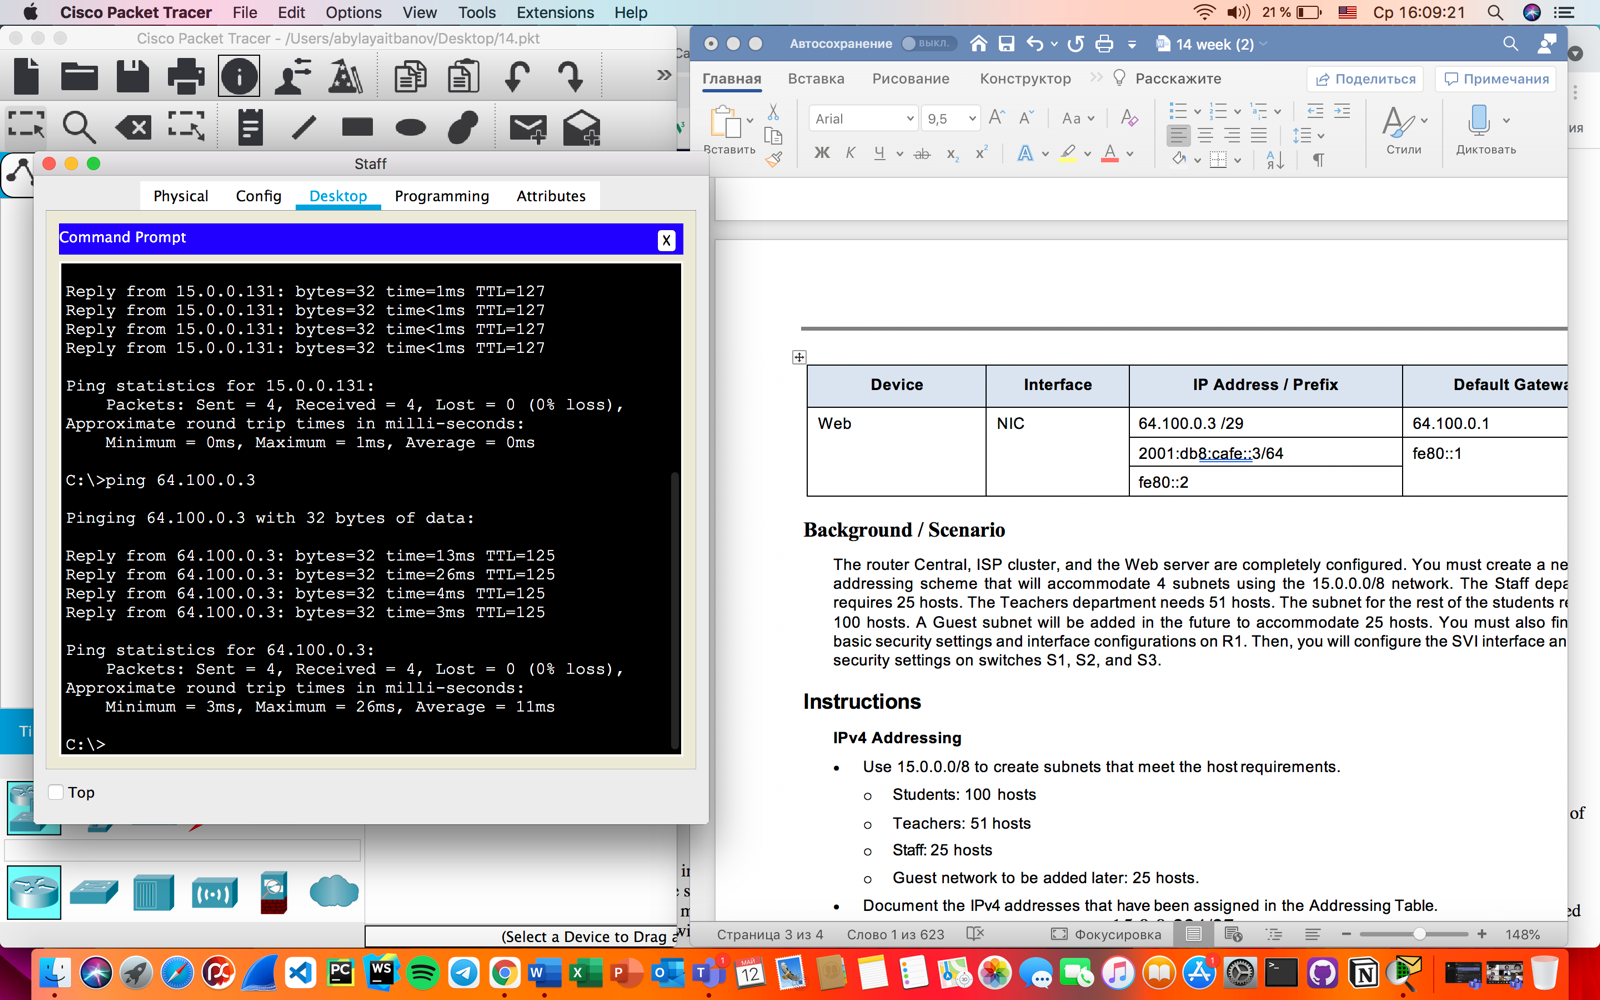 Cisco Packet Tracer File Edit Options View Tools Extensions Help
21 % Ср 16:09:21
Cisco Packet Tracer - /Users/abylayaitbanov/Desktop/14.pkt
Staff
Physical Config Desktop Programming Attributes
Command Prompt
X
Reply from 15.0.0.131: bytes=32 time=1ms TTL=127
Reply from 15.0.0.131: bytes=32 time<1ms TTL=127
Reply from 15.0.0.131: bytes=32 time<1ms TTL=127
Reply from 15.0.0.131: bytes=32 time<1ms TTL=127
Ping statistics for 15.0.0.131:
Packets: Sent = 4, Received = 4, Lost = 0 (0% loss),
Approximate round trip times in milli-seconds:
Minimum = 0ms, Maximum = 1ms, Average = 0ms
C:\>ping 64.100.0.3
Pinging 64.100.0.3 with 32 bytes of data:
Reply from 64.100.0.3: bytes=32 time=13ms TTL=125
Reply from 64.100.0.3: bytes=32 time=26ms TTL=125
Reply from 64.100.0.3: bytes=32 time=4ms TTL=125
Reply from 64.100.0.3: bytes=32 time=3ms TTL=125
Ping statistics for 64.100.0.3:
Packets: Sent = 4, Received = 4, Lost = 0 (0% loss),
Approximate round trip times in milli-seconds:
Minimum = 3ms, Maximum = 26ms, Average = 11ms
C:\>
Top
Ti
(Select a Device to Drag a
Автосохранение ВЫКЛ. 14 week (2)
Главная Вставка Рисование Конструктор Расскажите Поделиться Примечания
Вставить
Arial 9,5 Aa
Ж К Ч ab x₂ x²
Стили
Диктовать
Device Interface IP Address / Prefix Default Gatewa
Web NIC 64.100.0.3 /29 64.100.0.1
2001:db8:cafe::3/64 fe80::1
fe80::2
Background / Scenario
The router Central, ISP cluster, and the Web server are completely configured. You must create a ne
addressing scheme that will accommodate 4 subnets using the 15.0.0.0/8 network. The Staff depa
requires 25 hosts. The Teachers department needs 51 hosts. The subnet for the rest of the students re
100 hosts. A Guest subnet will be added in the future to accommodate 25 hosts. You must also fin
basic security settings and interface configurations on R1. Then, you will configure the SVI interface an
security settings on switches S1, S2, and S3.
Instructions
IPv4 Addressing
• Use 15.0.0.0/8 to create subnets that meet the host requirements.
o Students: 100 hosts
o Teachers: 51 hosts
o Staff: 25 hosts
o Guest network to be added later: 25 hosts.
• Document the IPv4 addresses that have been assigned in the Addressing Table.
Страница 3 из 4 Слово 1 из 623 Фокусировка 148%
ия
of
ed
МАЙ
12
PC
WS